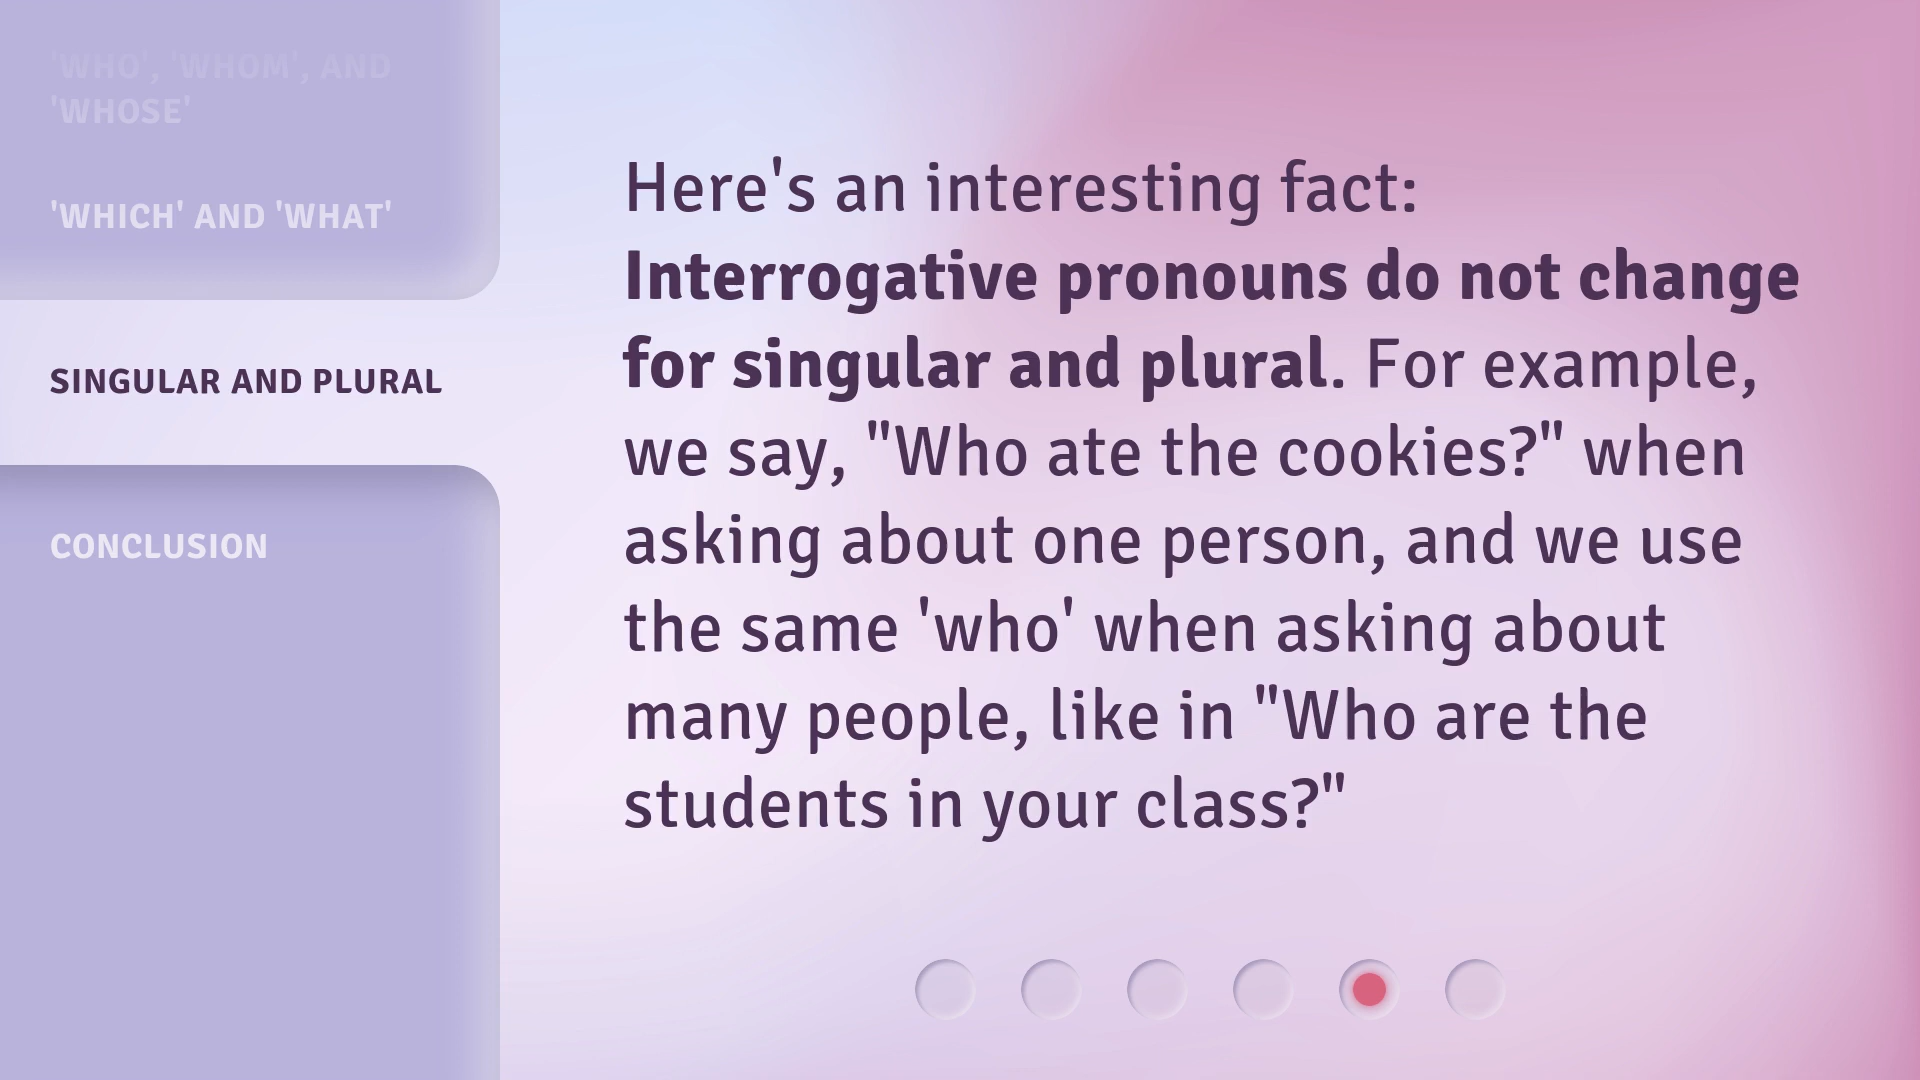 'WHO', 'WHOM', AND
'WHOSE'
'WHICH' AND 'WHAT'
SINGULAR AND PLURAL
CONCLUSION
Here's an interesting fact:
Interrogative pronouns do not change
for singular and plural. For example,
we say, "Who ate the cookies?" when
asking about one person, and we use
the same 'who' when asking about
many people, like in "Who are the
students in your class?"